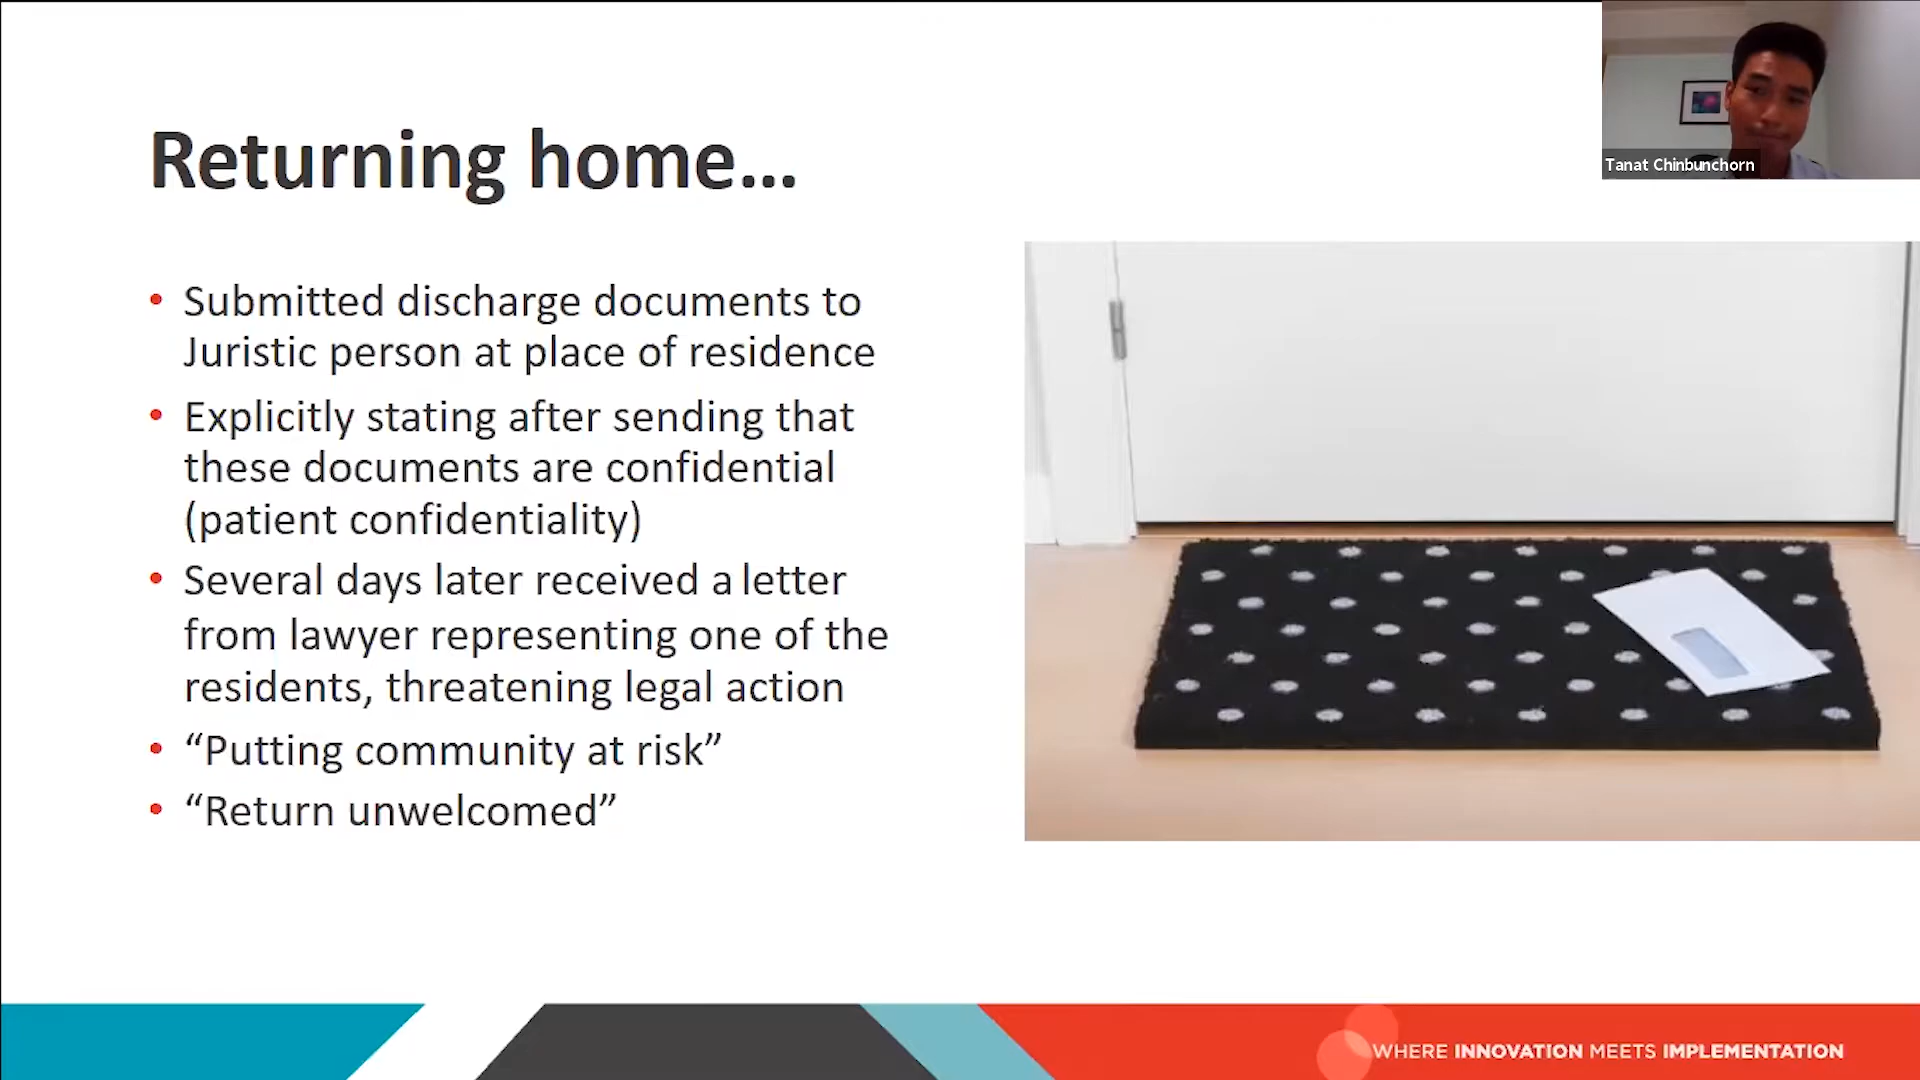 Returning home...
Tanat Chinbunchorn
• Submitted discharge documents to
Juristic person at place of residence
• Explicitly stating after sending that
these documents are confidential
(patient confidentiality)
• Several days later received a letter
from lawyer representing one of the
residents, threatening legal action
• “Putting community at risk”
• “Return unwelcomed”
WHERE INNOVATION MEETS IMPLEMENTATION